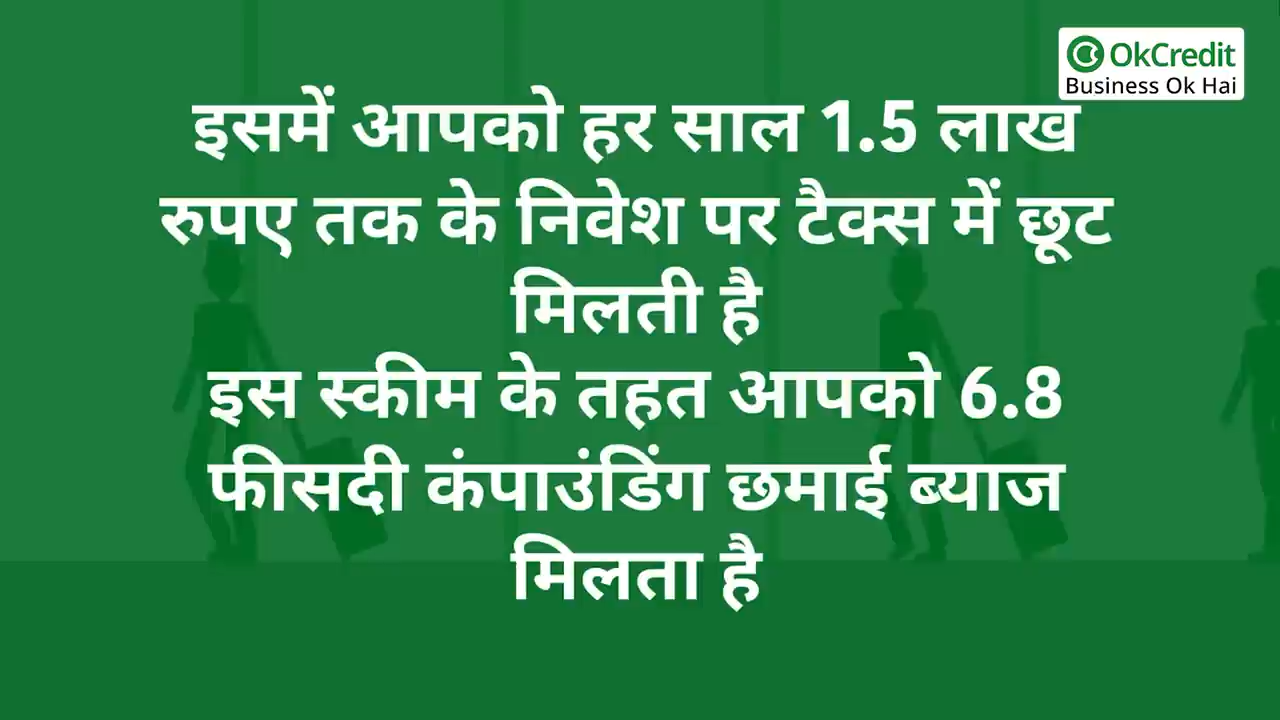 OkCredit
Business Ok Hai
इसमें आपको हर साल 1.5 लाख
रुपए तक के निवेश पर टैक्स में छूट
मिलती है
इस स्कीम के तहत आपको 6.8
फीसदी कंपाउंडिंग छमाई ब्याज
मिलता है